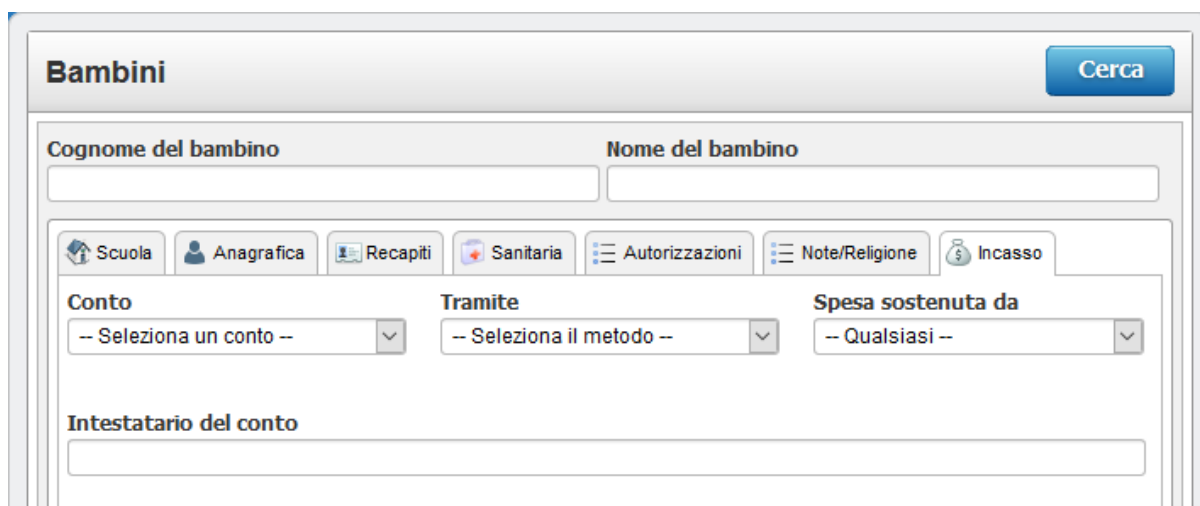 Bambini Cerca
Cognome del bambino Nome del bambino
Scuola Anagrafica Recapiti Sanitaria Autorizzazioni Note/Religione Incasso
Conto Tramite Spesa sostenuta da
-- Seleziona un conto -- -- Seleziona il metodo -- -- Qualsiasi --
Intestatario del conto